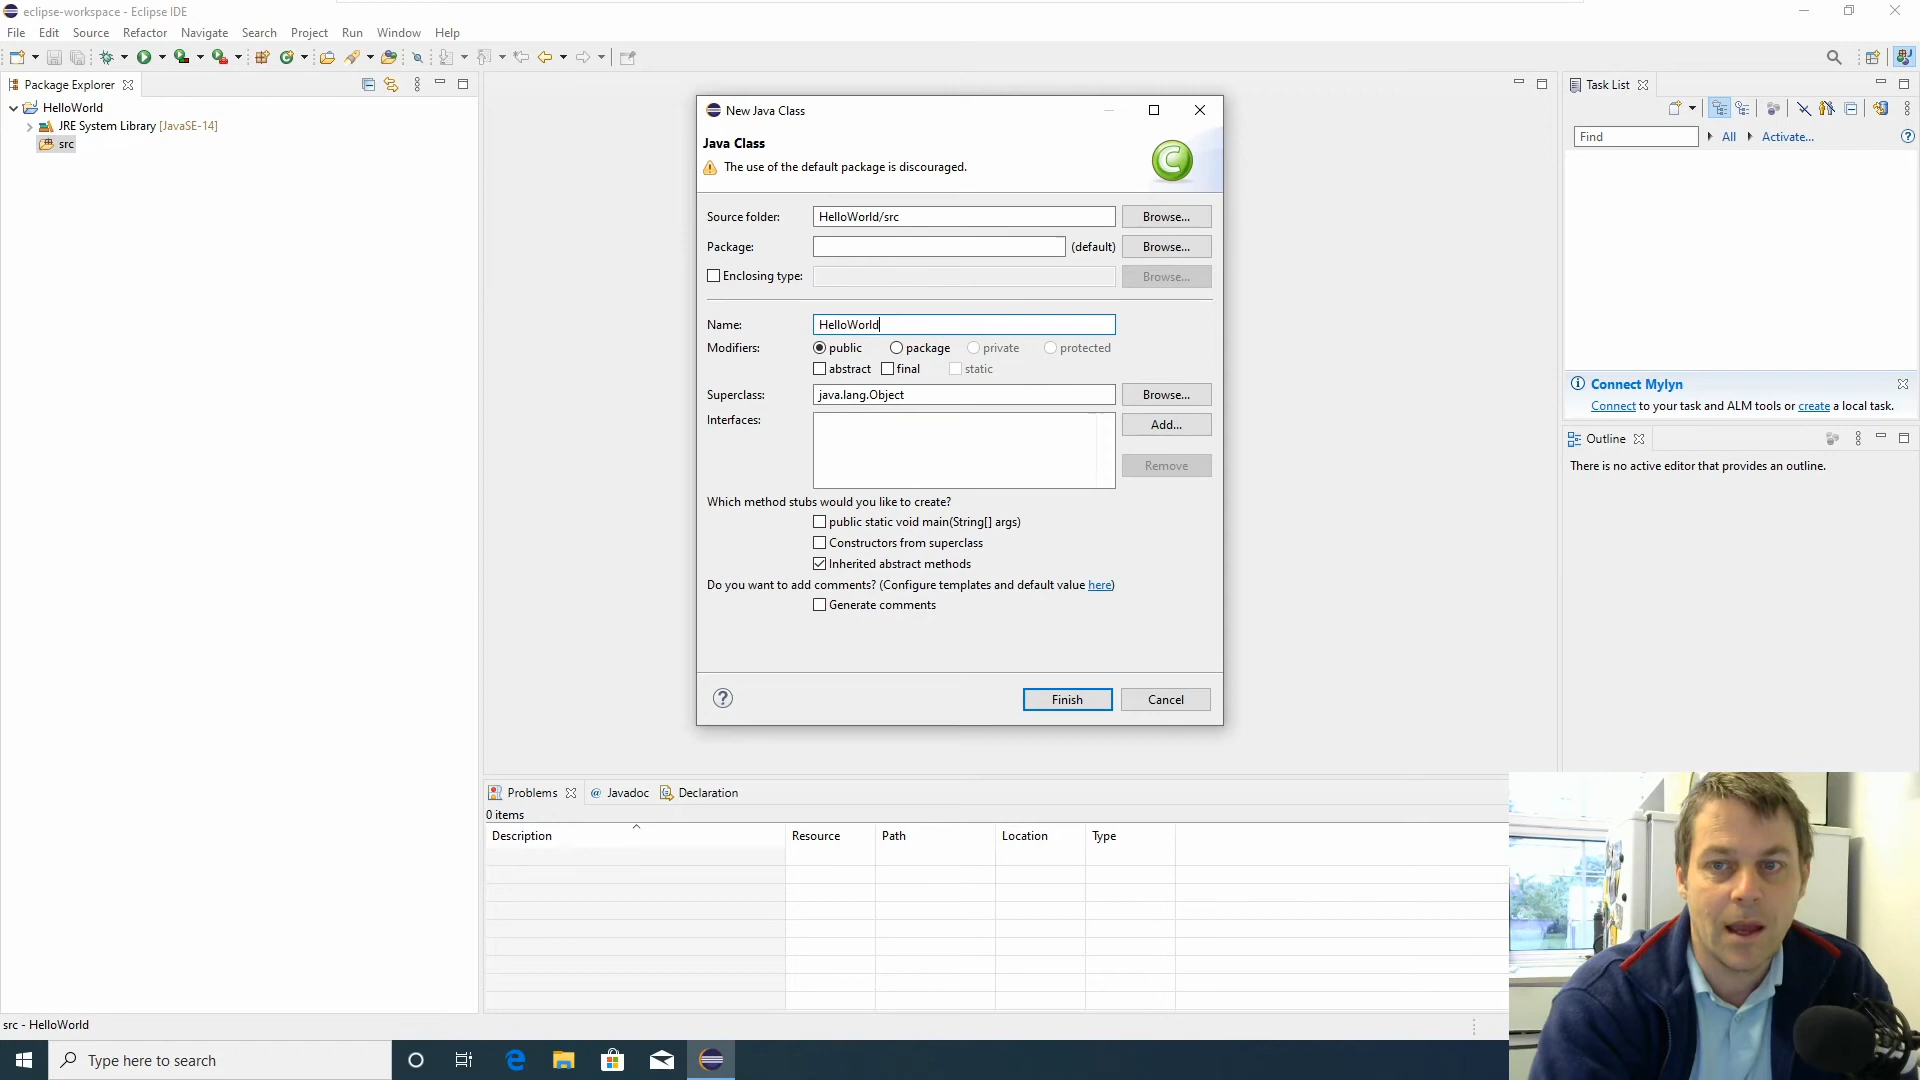 eclipse-workspace - Eclipse IDE
File Edit Source Refactor Navigate Search Project Run Window Help
Package Explorer
HelloWorld
JRE System Library [JavaSE-14]
src
New Java Class
Java Class
The use of the default package is discouraged.
Source folder: HelloWorld/src Browse...
Package: (default) Browse...
Enclosing type: Browse...
Name: HelloWorld
Modifiers: public package private protected
abstract final static
Superclass: java.lang.Object Browse...
Interfaces: Add...
Remove
Which method stubs would you like to create?
public static void main(String[] args)
Constructors from superclass
Inherited abstract methods
Do you want to add comments? (Configure templates and default value here)
Generate comments
Finish Cancel
Task List
Find All Activate...
Connect Mylyn
Connect to your task and ALM tools or create a local task.
Outline
There is no active editor that provides an outline.
Problems @ Javadoc Declaration
0 items
Description Resource Path Location Type
src - HelloWorld
Type here to search